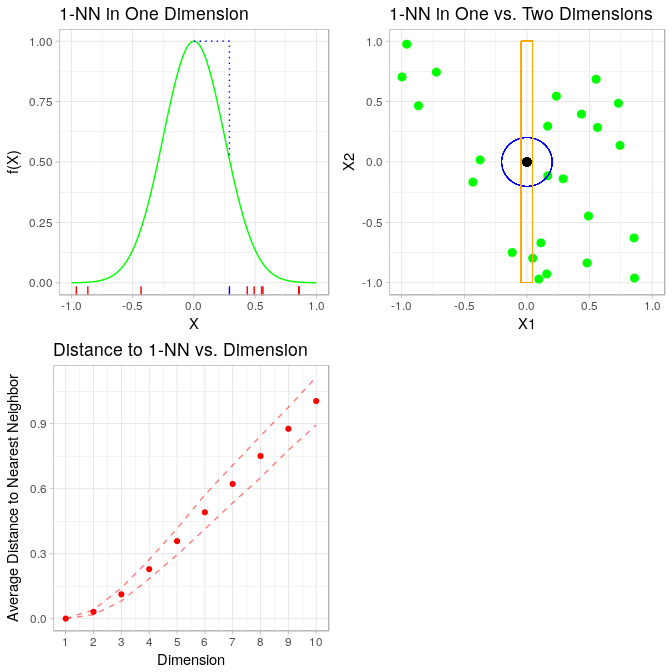 1-NN in One Dimension
f(X)
1.00
0.75
0.50
0.25
0.00
-1.0 -0.5 0.0 0.5 1.0
X
1-NN in One vs. Two Dimensions
X2
1.0
0.5
0.0
-0.5
-1.0
-1.0 -0.5 0.0 0.5 1.0
X1
Distance to 1-NN vs. Dimension
Average Distance to Nearest Neighbor
0.9
0.6
0.3
0.0
1 2 3 4 5 6 7 8 9 10
Dimension